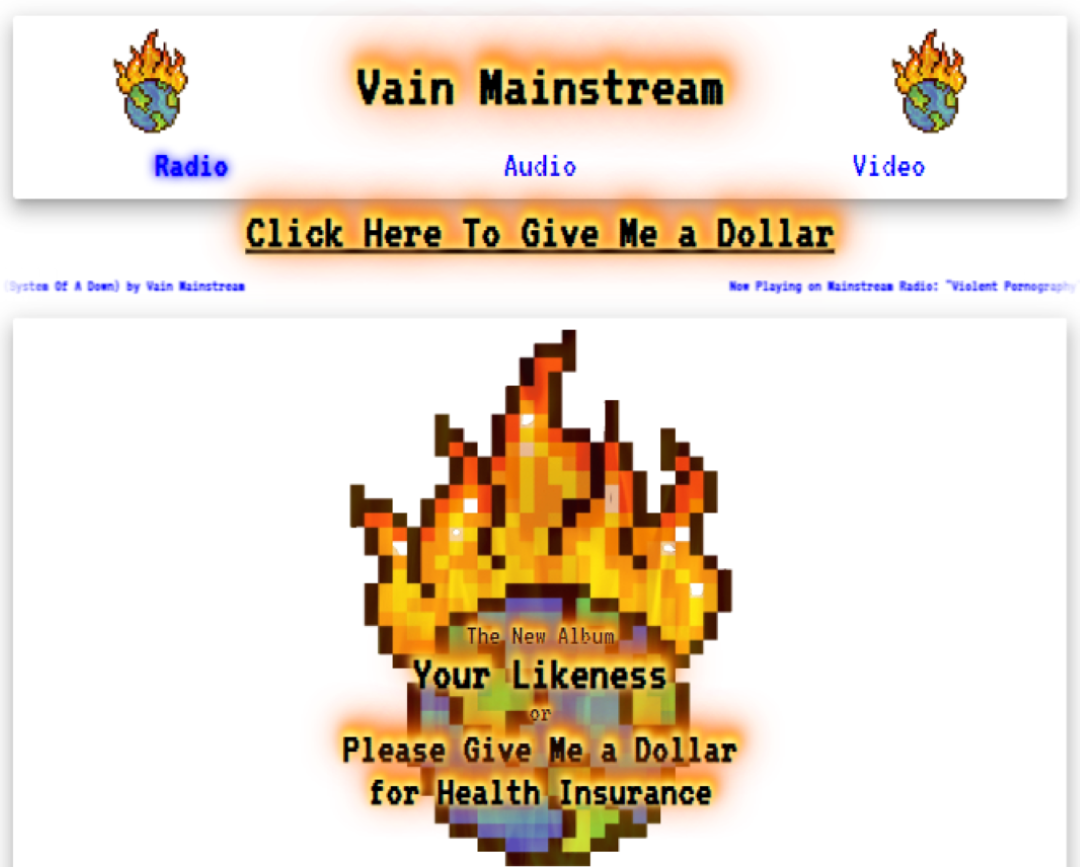 Vain Mainstream
Radio Audio Video
Click Here To Give Me a Dollar
(System Of A Down) by Vain Mainstream Now Playing on Mainstream Radio: "Violent Pornography
The New Album
Your Likeness
or
Please Give Me a Dollar
for Health Insurance